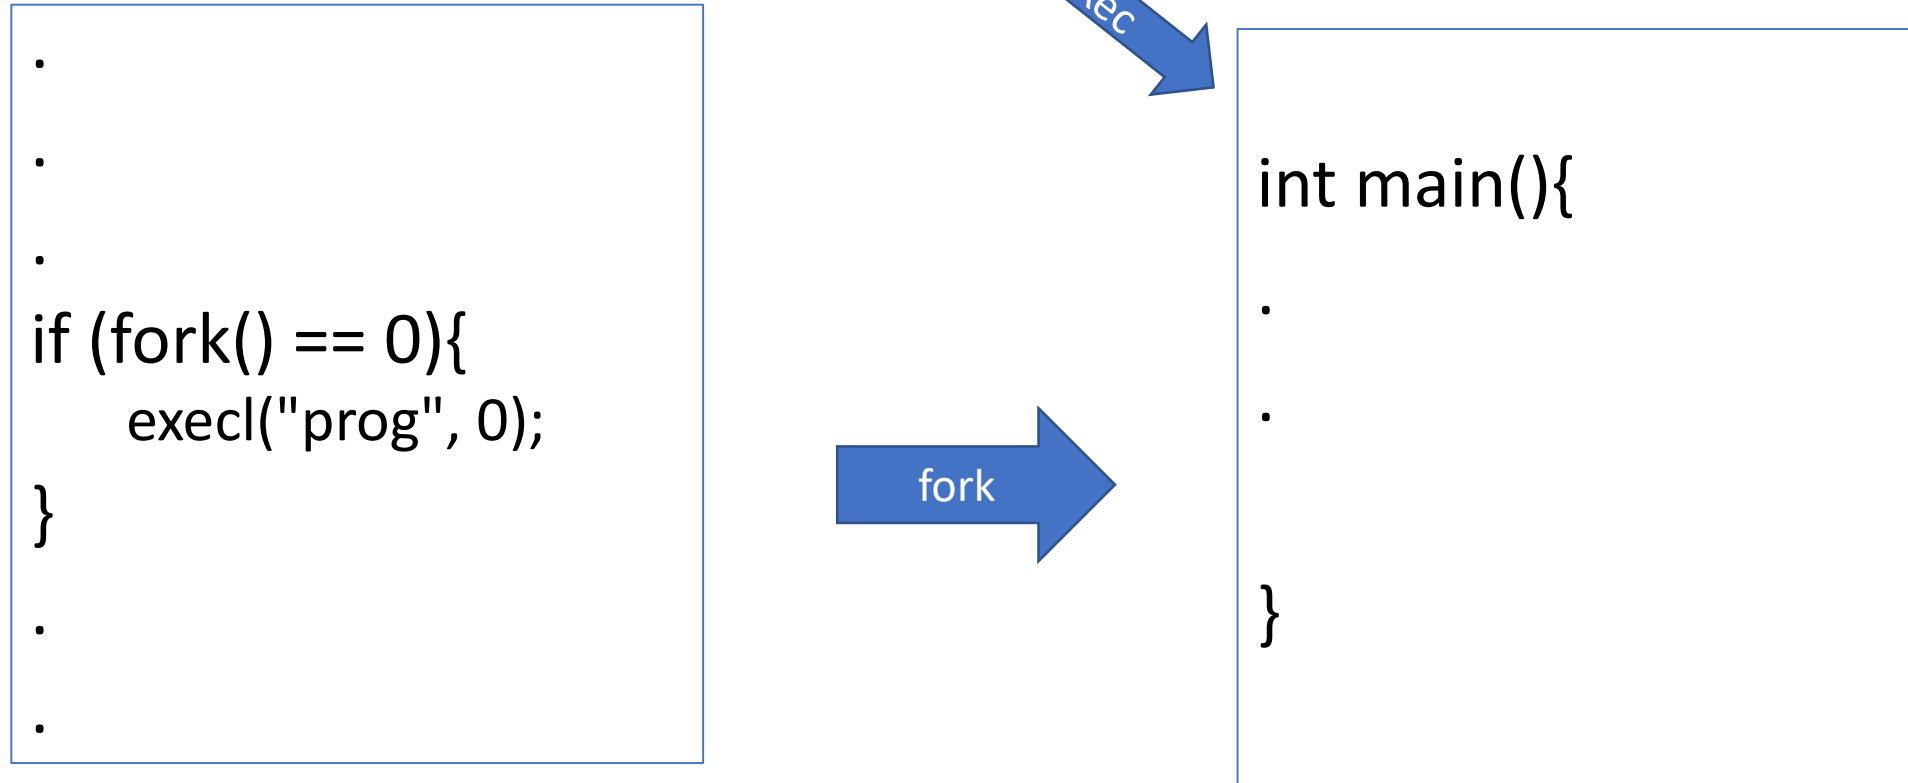 .
.
.
if (fork() == 0){
execl("prog", 0);
}
.
.
fork
int main(){
.
.
}